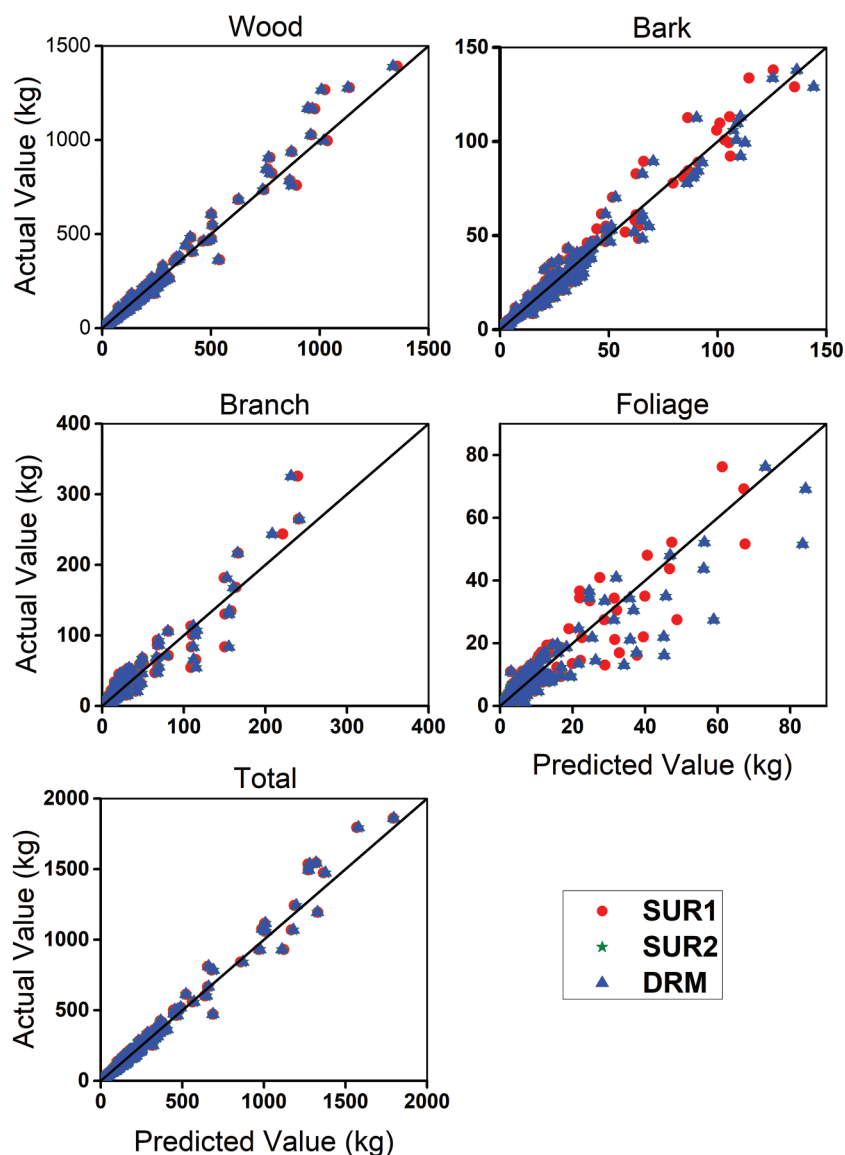 Wood
Actual Value (kg)
1500
1000
500
0
0 500 1000 1500
Bark
150
100
50
0
0 50 100 150
Branch
Actual Value (kg)
400
300
200
100
0
0 100 200 300 400
Foliage
80
60
40
20
0
0 20 40 60 80
Predicted Value (kg)
Total
Actual Value (kg)
2000
1500
1000
500
0
0 500 1000 1500 2000
Predicted Value (kg)
SUR1
SUR2
DRM